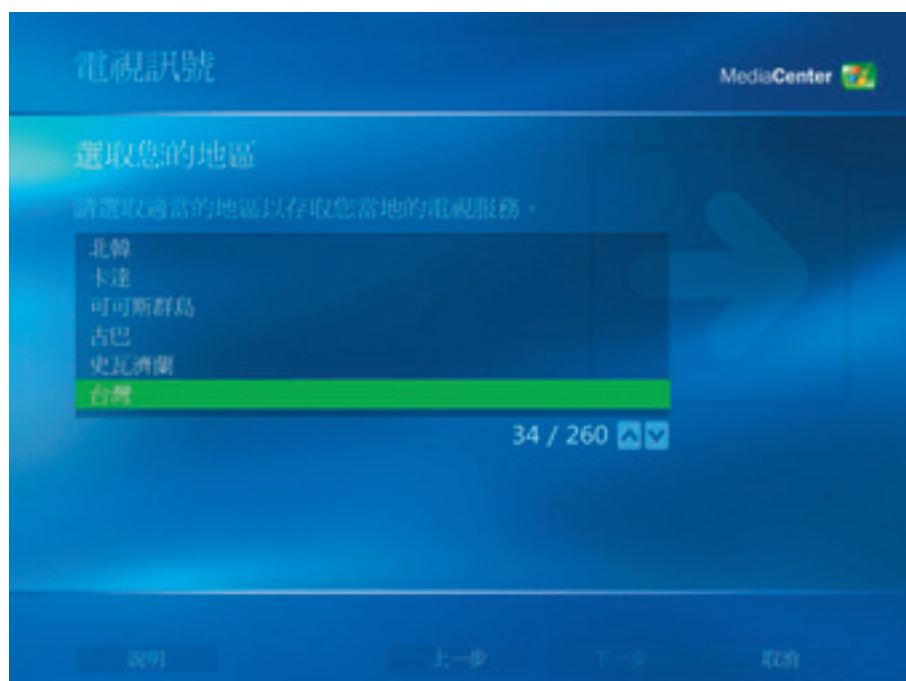 電視訊號
MediaCenter
選取您的地區
請選取適當的地區以存取您當地的電視服務。
北韓
卡達
可可斯群島
古巴
史瓦濟蘭
台灣
34 / 260
說明 上一步 下一步 取消